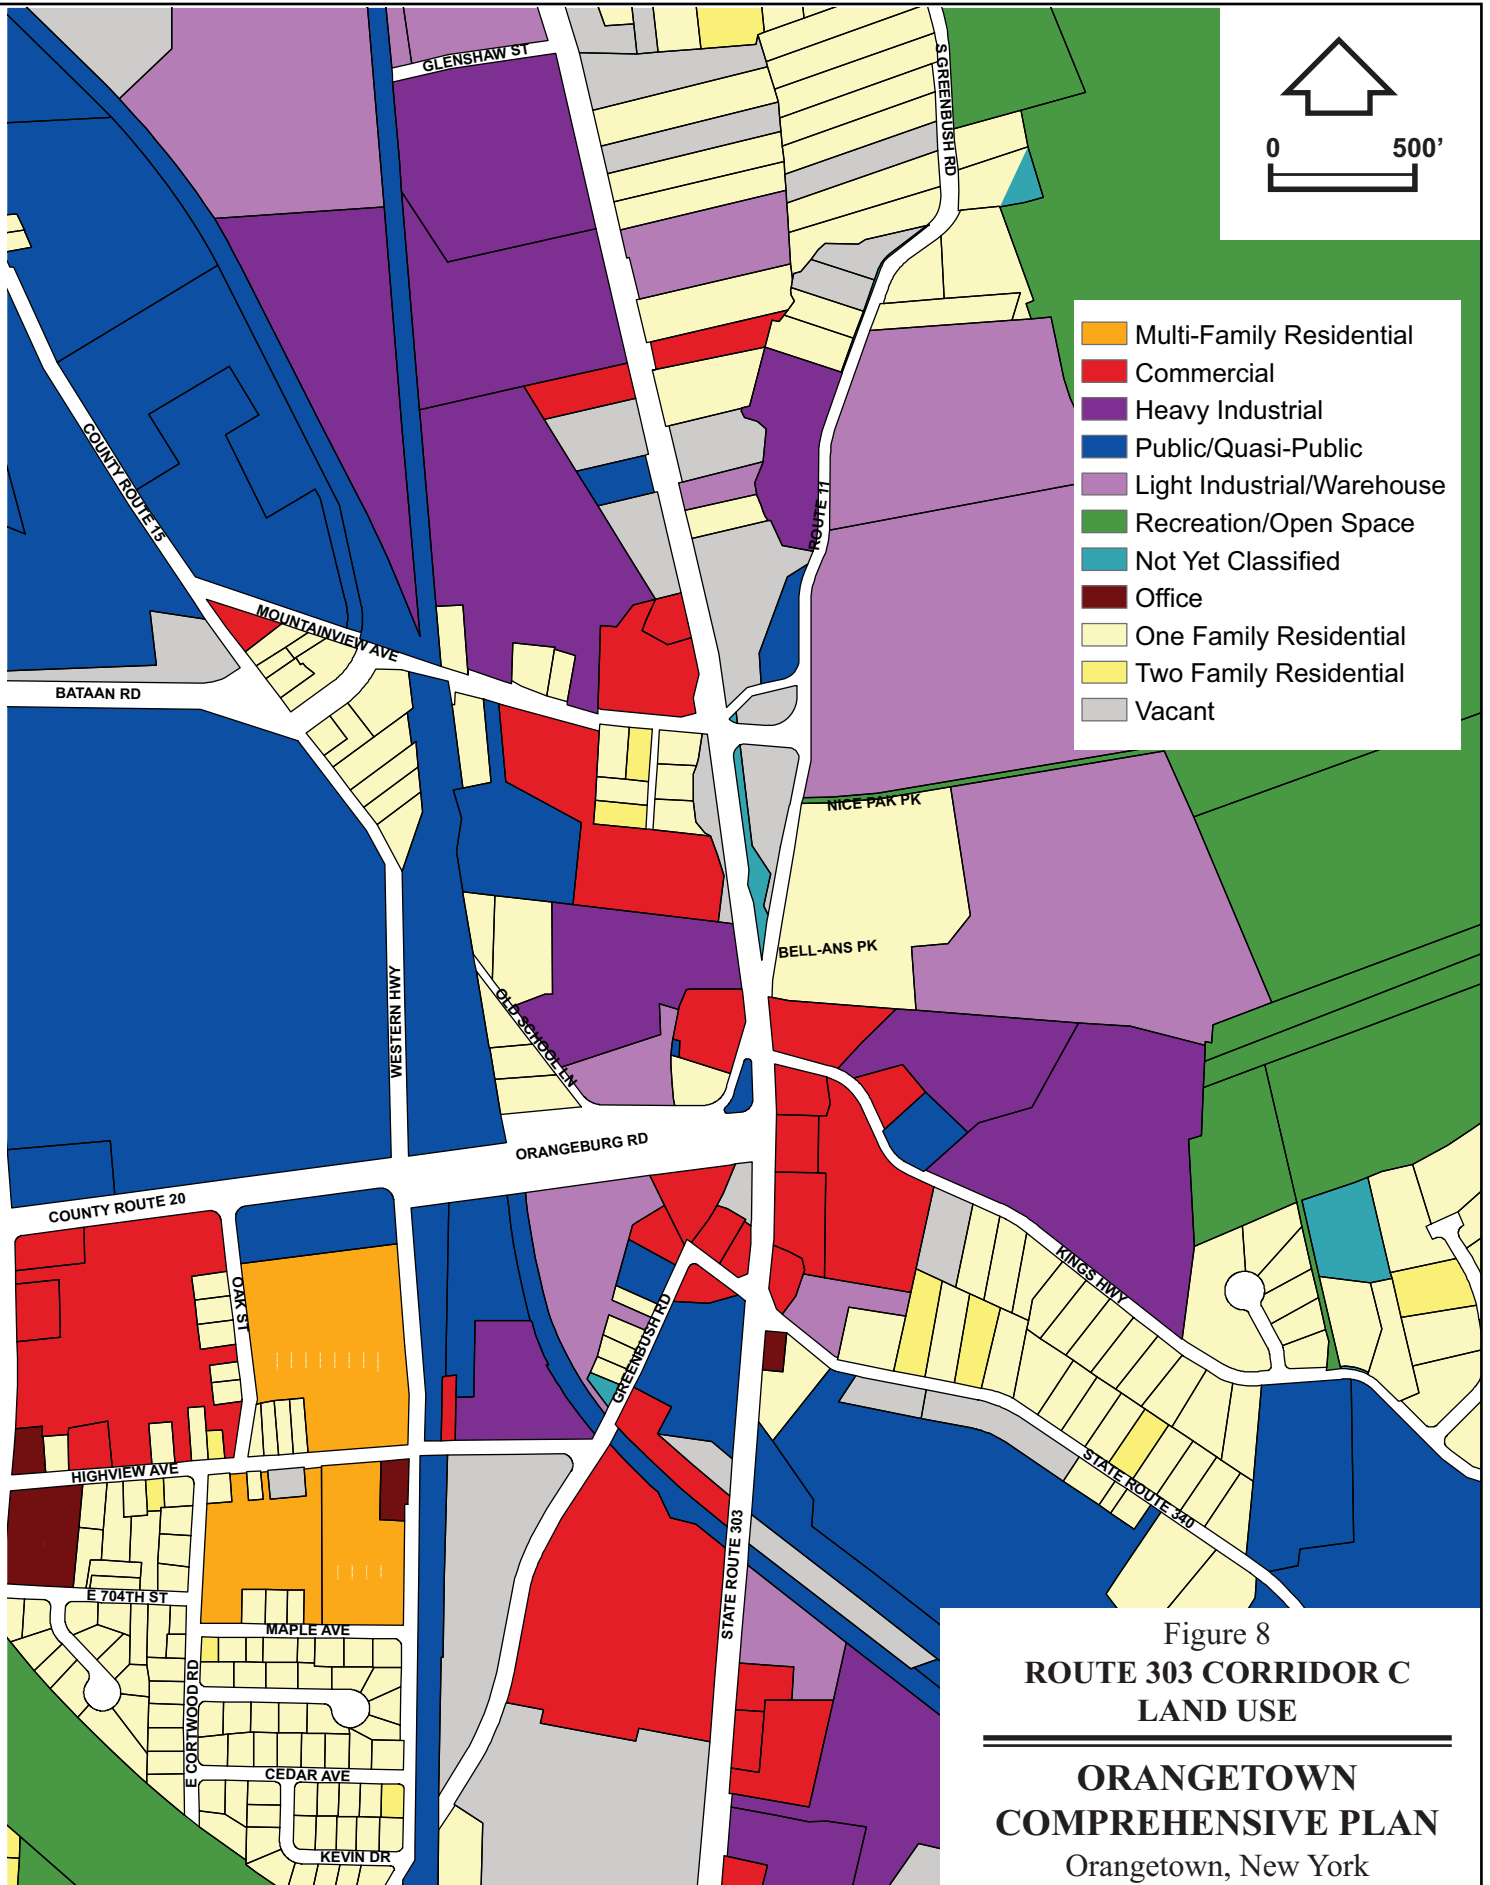 GLENSHAW ST
S GREENBUSH RD
0 500’
Multi-Family Residential
Commercial
Heavy Industrial
Public/Quasi-Public
Light Industrial/Warehouse
Recreation/Open Space
Not Yet Classified
Office
One Family Residential
Two Family Residential
Vacant
COUNTY ROUTE 15
ROUTE 11
MOUNTAINVIEW AVE
BATAAN RD
NICE PAK PK
BELL-ANS PK
WESTERN HWY
OLD SCHOOL LN
ORANGEBURG RD
COUNTY ROUTE 20
OAK ST
KINGS HWY
GREENBUSH RD
HIGHVIEW AVE
STATE ROUTE 340
STATE ROUTE 303
E 704TH ST
MAPLE AVE
E CORTWOOD RD
CEDAR AVE
KEVIN DR
Figure 8
ROUTE 303 CORRIDOR C
LAND USE
ORANGETOWN
COMPREHENSIVE PLAN
Orangetown, New York